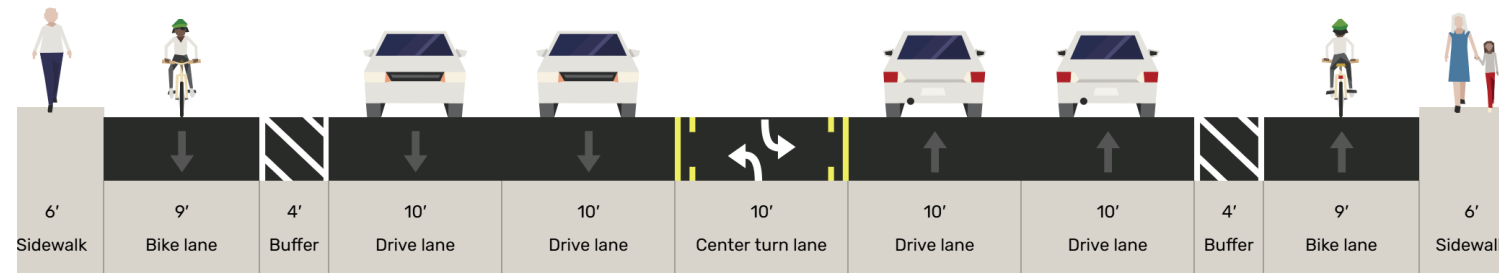 6′ 9′ 4′ 10′ 10′ 10′ 10′ 10′ 4′ 9′ 6′
Sidewalk Bike lane Buffer Drive lane Drive lane Center turn lane Drive lane Drive lane Buffer Bike lane Sidewal